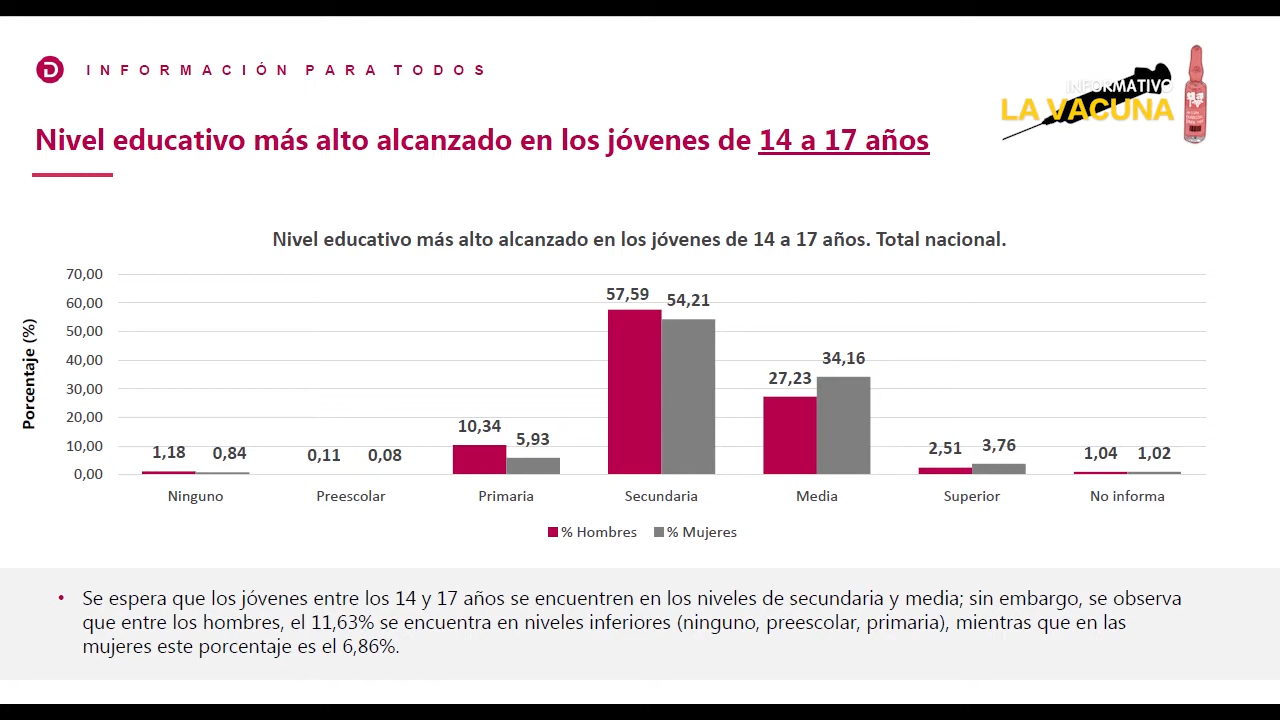 D INFORMACIÓN PARA TODOS
INFORMATIVO
LA VACUNA
Nivel educativo más alto alcanzado en los jóvenes de 14 a 17 años
Nivel educativo más alto alcanzado en los jóvenes de 14 a 17 años. Total nacional.
Porcentaje (%)
70,00
60,00
50,00
40,00
30,00
20,00
10,00
0,00
1,18 0,84
0,11 0,08
10,34 5,93
57,59 54,21
27,23 34,16
2,51 3,76
1,04 1,02
Ninguno Preescolar Primaria Secundaria Media Superior No informa
% Hombres % Mujeres
• Se espera que los jóvenes entre los 14 y 17 años se encuentren en los niveles de secundaria y media; sin embargo, se observa
que entre los hombres, el 11,63% se encuentra en niveles inferiores (ninguno, preescolar, primaria), mientras que en las
mujeres este porcentaje es el 6,86%.